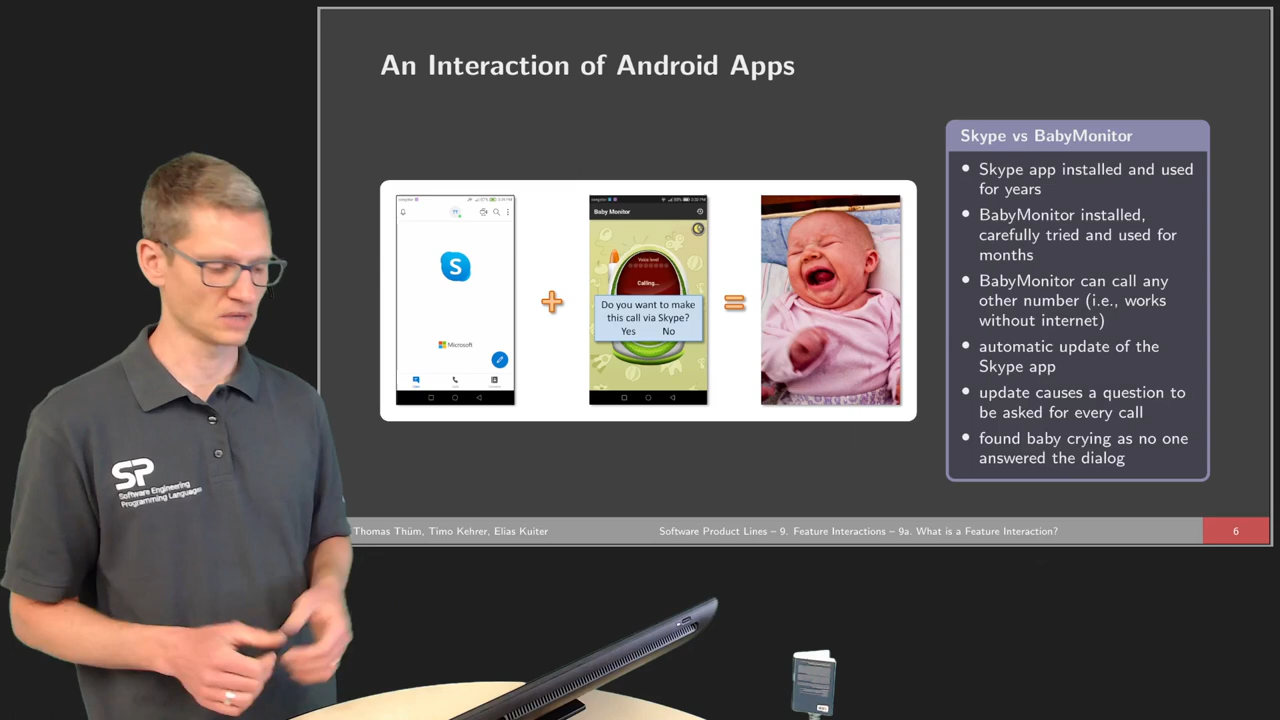 An Interaction of Android Apps
Skype vs BabyMonitor
Skype app installed and used
for years
BabyMonitor installed,
carefully tried and used for
months
BabyMonitor can call any
other number (i.e., works
without internet)
automatic update of the
Skype app
update causes a question to
be asked for every call
found baby crying as no one
answered the dialog
TT
S
Microsoft
Baby Monitor
Voice level
Calling...
Do you want to make
this call via Skype?
Yes No
SP
Software Engineering
Programming Languages
Thomas Thüm, Timo Kehrer, Elias Kuiter
Software Product Lines – 9. Feature Interactions – 9a. What is a Feature Interaction?
6